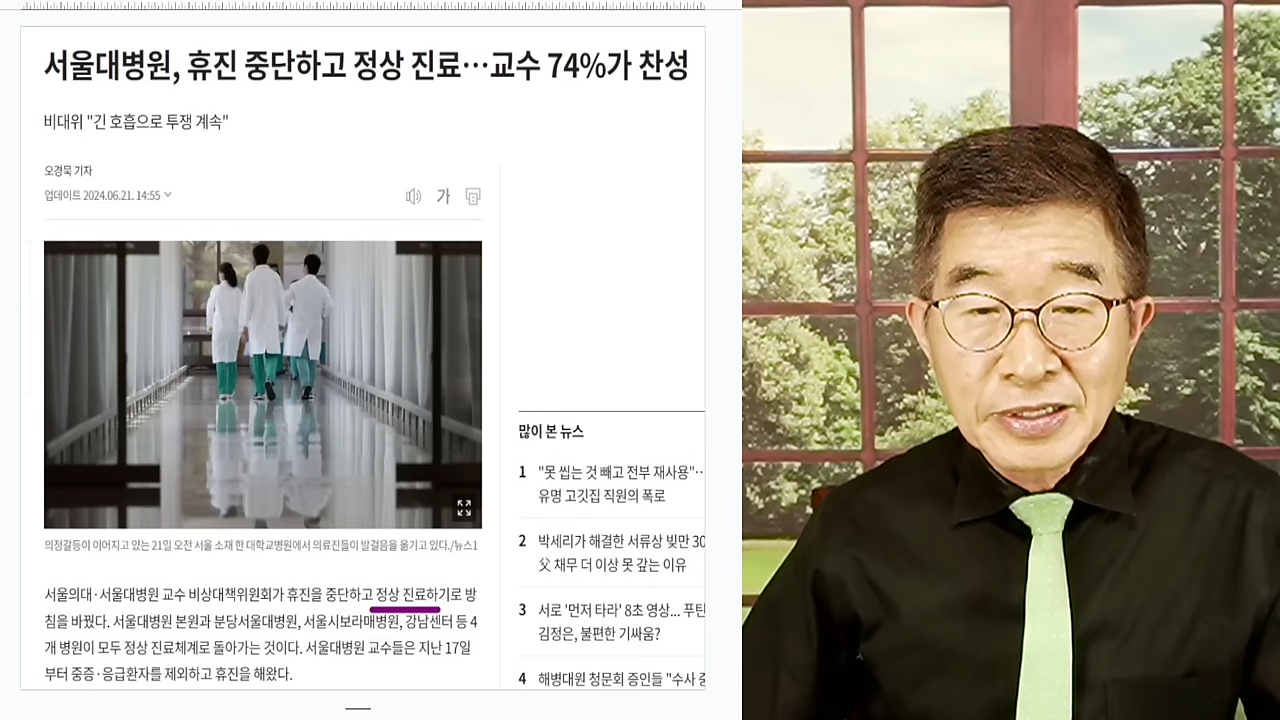 서울대병원, 휴진 중단하고 정상 진료…교수 74%가 찬성
비대위 "긴 호흡으로 투쟁 계속"
오경묵 기자
업데이트 2024.06.21. 14:55
가
의정갈등이 이어지고 있는 21일 오전 서울 소재 한 대학교병원에서 의료진들이 발걸음을 옮기고 있다./뉴스1
서울의대·서울대병원 교수 비상대책위원회가 휴진을 중단하고 정상 진료하기로 방
침을 바꿨다. 서울대병원 본원과 분당서울대병원, 서울시보라매병원, 강남센터 등 4
개 병원이 모두 정상 진료체계로 돌아가는 것이다. 서울대병원 교수들은 지난 17일
부터 중증·응급환자를 제외하고 휴진을 해왔다.
많이 본 뉴스
1 "못 씹는 것 빼고 전부 재사용"…
유명 고깃집 직원의 폭로
2 박세리가 해결한 서류상 빚만 30
父 채무 더 이상 못 갚는 이유
3 서로 '먼저 타라' 8초 영상... 푸틴
김정은, 불편한 기싸움?
4 해병대원 청문회 증인들 "수사 중